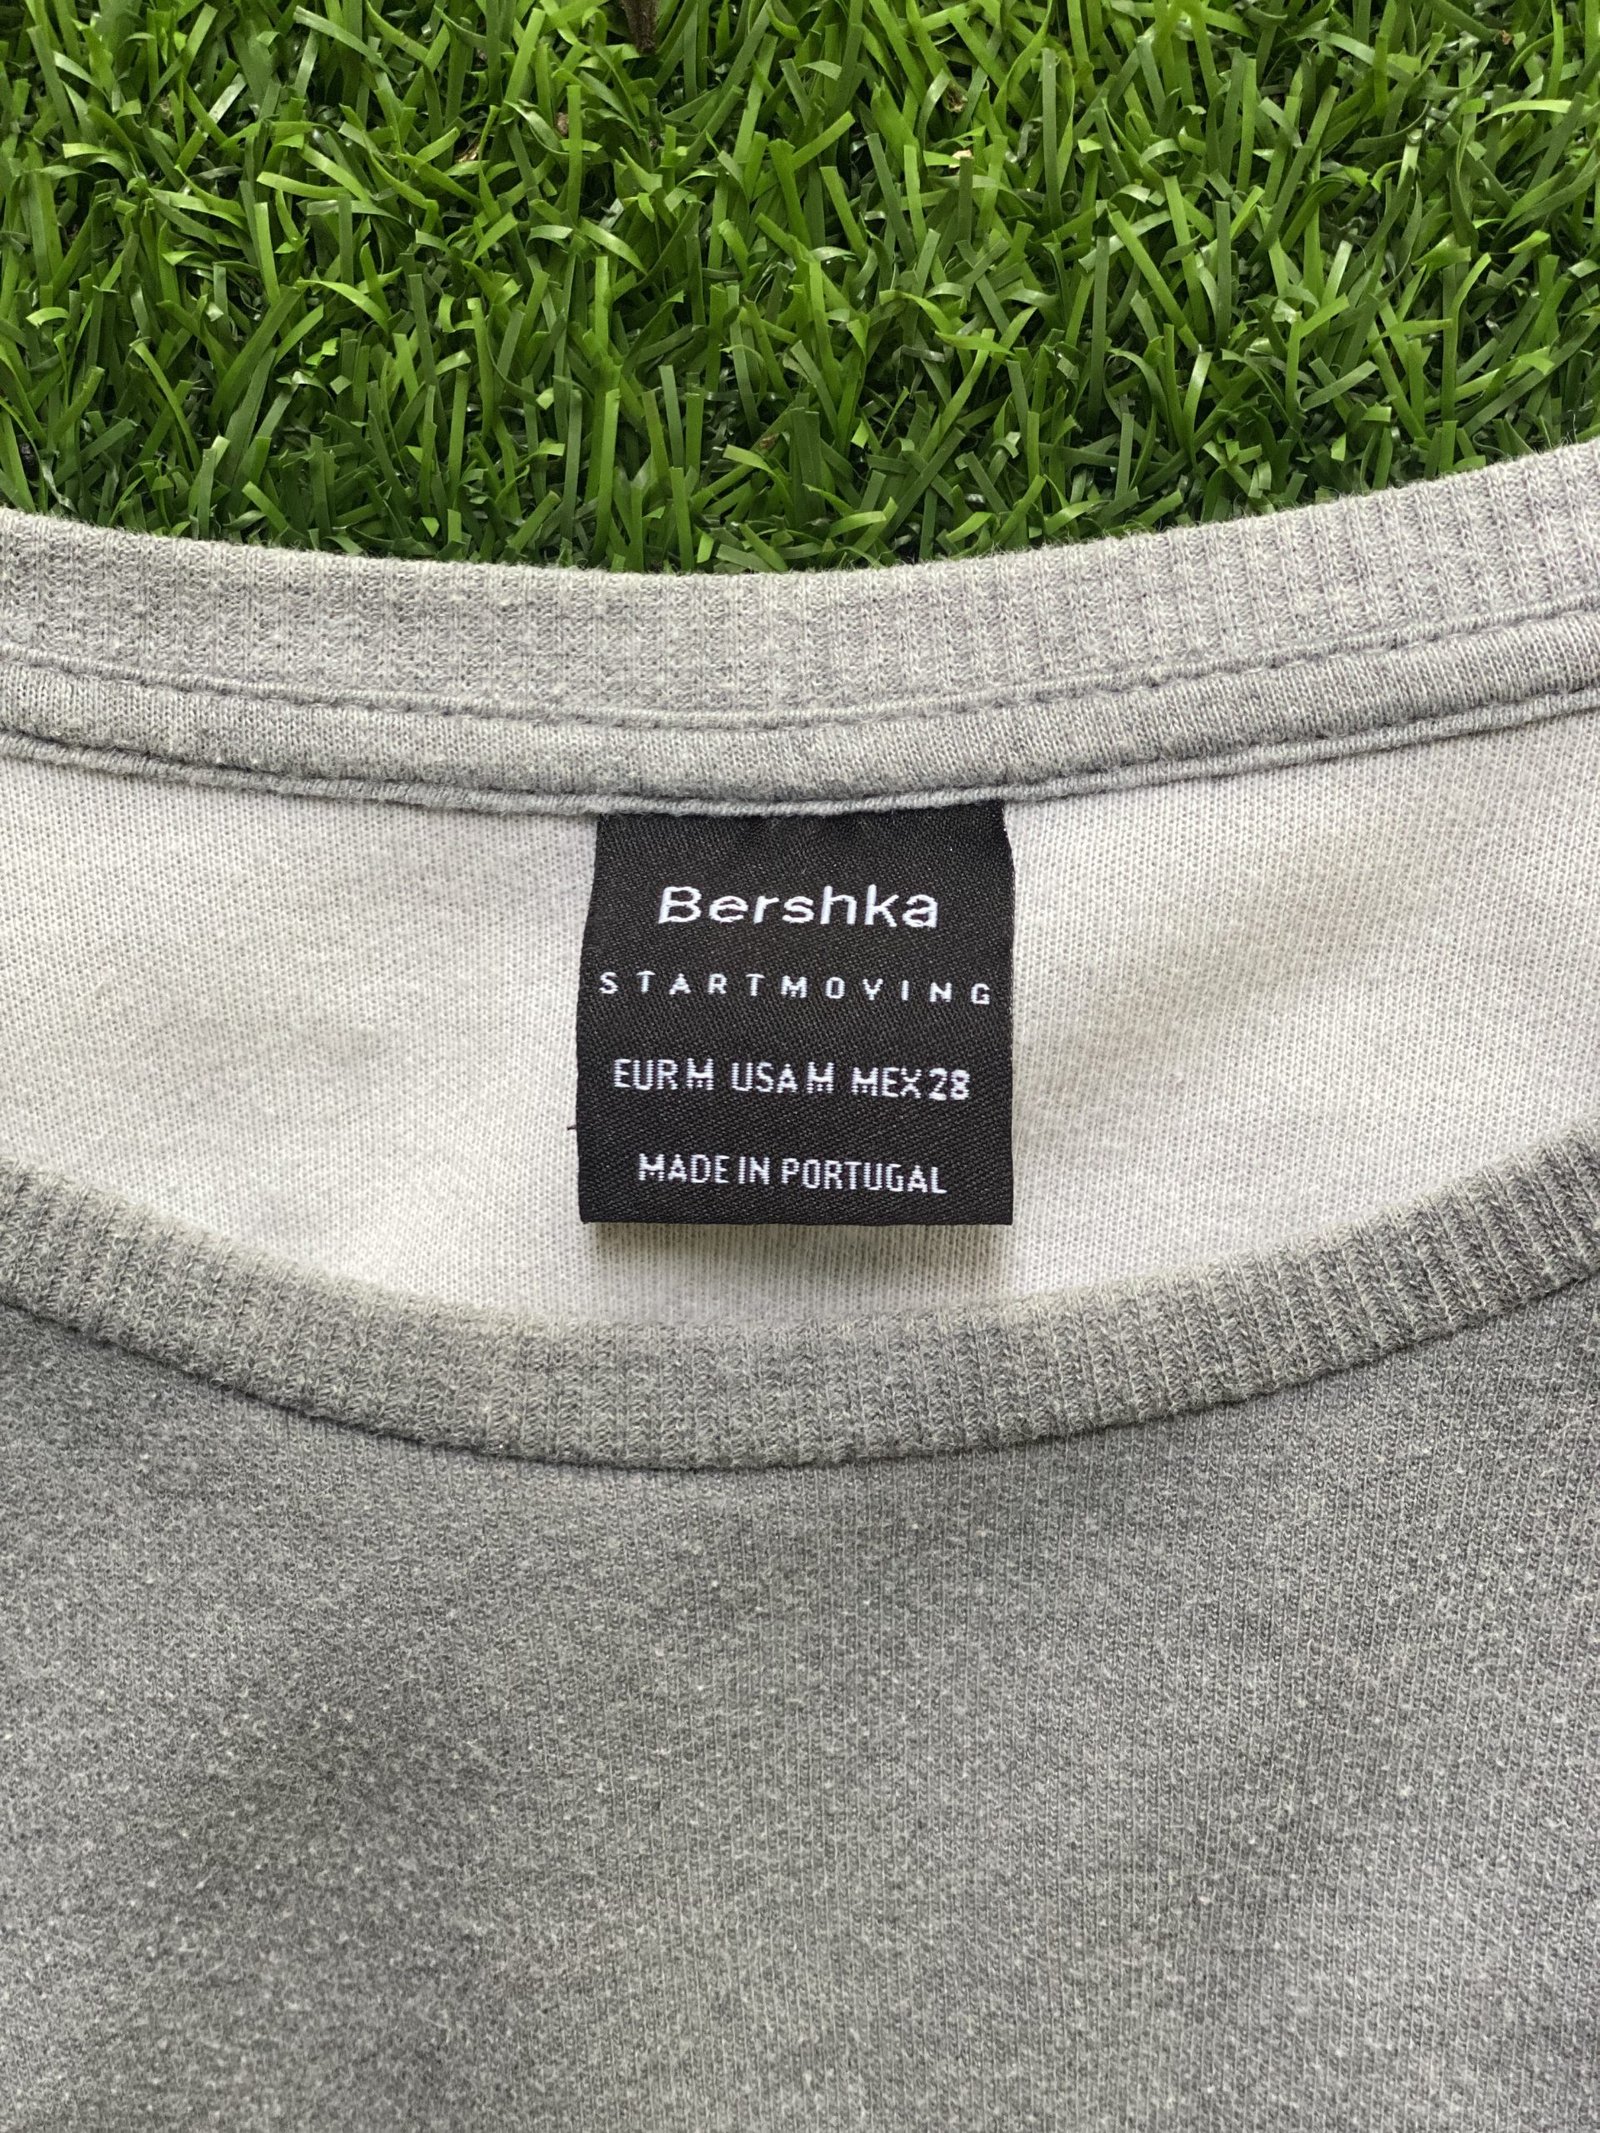 Bershka
STARTMOVING
EUR M USA M MEX 28
MADE IN PORTUGAL